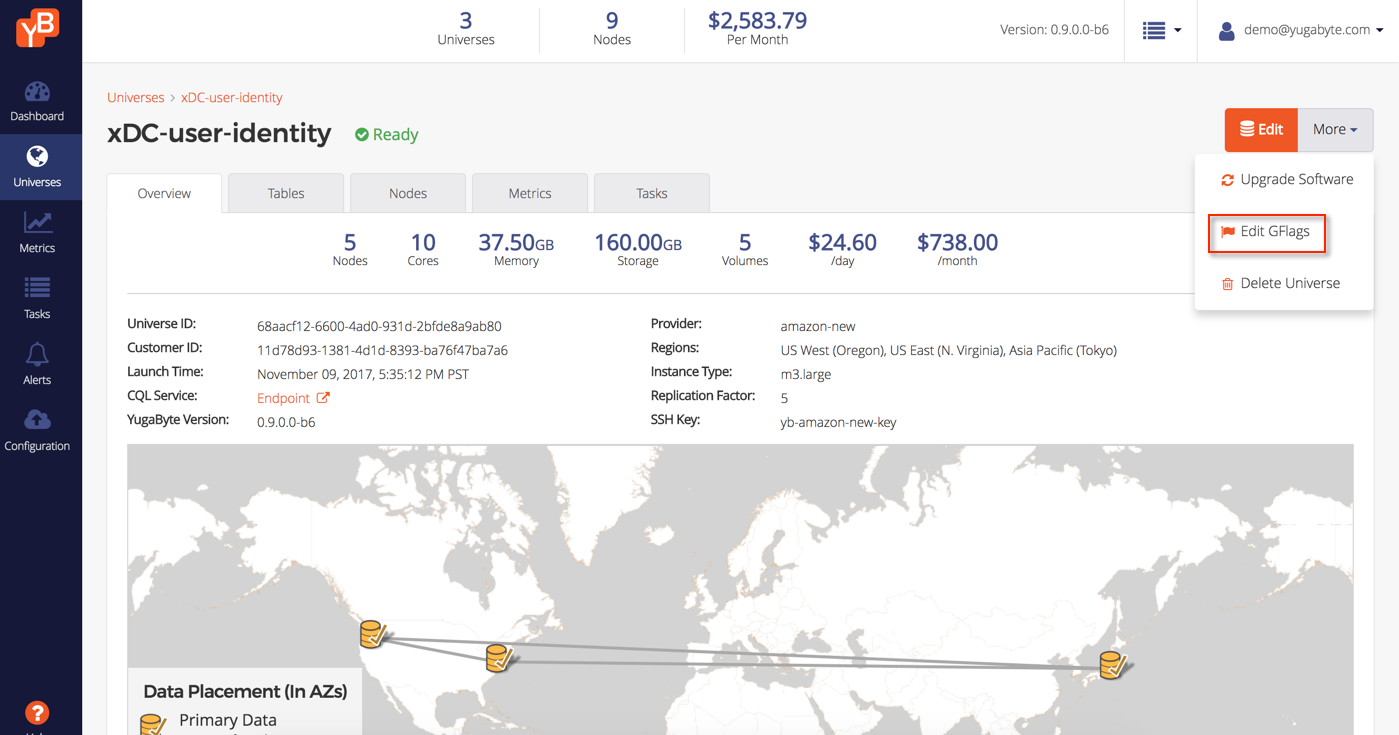 YB
3
Universes
9
Nodes
$2,583.79
Per Month
Version: 0.9.0.0-b6
demo@yugabyte.com
Dashboard
Universes
Metrics
Tasks
Alerts
Configuration
?
Universes > xDC-user-identity
xDC-user-identity
Ready
Edit
More
Upgrade Software
Edit GFlags
Delete Universe
Overview
Tables
Nodes
Metrics
Tasks
5
Nodes
10
Cores
37.50GB
Memory
160.00GB
Storage
5
Volumes
$24.60
/day
$738.00
/month
Universe ID: 68aacf12-6600-4ad0-931d-2bfde8a9ab80
Customer ID: 11d78d93-1381-4d1d-8393-ba76f47ba7a6
Launch Time: November 09, 2017, 5:35:12 PM PST
CQL Service: Endpoint
YugaByte Version: 0.9.0.0-b6
Provider: amazon-new
Regions: US West (Oregon), US East (N. Virginia), Asia Pacific (Tokyo)
Instance Type: m3.large
Replication Factor: 5
SSH Key: yb-amazon-new-key
Data Placement (In AZs)
Primary Data